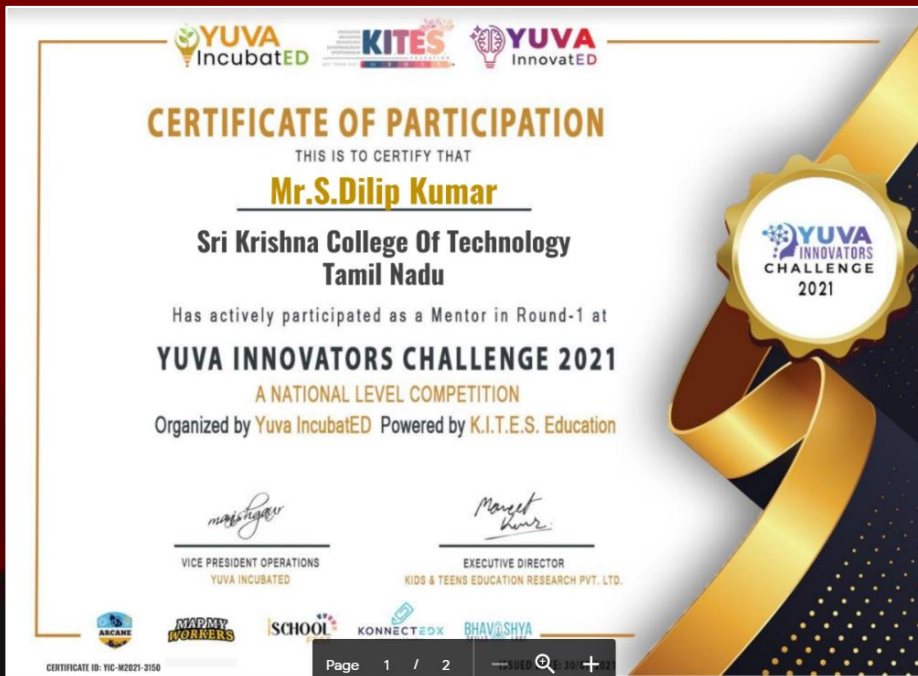 YUVA
IncubatED
KITES
EDUCATION
YUVA
InnovatED
CERTIFICATE OF PARTICIPATION
THIS IS TO CERTIFY THAT
Mr.S.Dilip Kumar
Sri Krishna College Of Technology
Tamil Nadu
Has actively participated as a Mentor in Round-1 at
YUVA INNOVATORS CHALLENGE 2021
A NATIONAL LEVEL COMPETITION
Organized by Yuva IncubatED Powered by K.I.T.E.S. Education
YUVA
INNOVATORS
CHALLENGE
2021
manishgaur
VICE PRESIDENT OPERATIONS
YUVA INCUBATED
EXECUTIVE DIRECTOR
KIDS & TEENS EDUCATION RESEARCH PVT. LTD.
ARCANE
MAP MY
WORKERS
iSCHOOL
KONNECTEDX
BHAVISHYA
CERTIFICATE ID: YIC-M2021-3150
Page 1 / 2